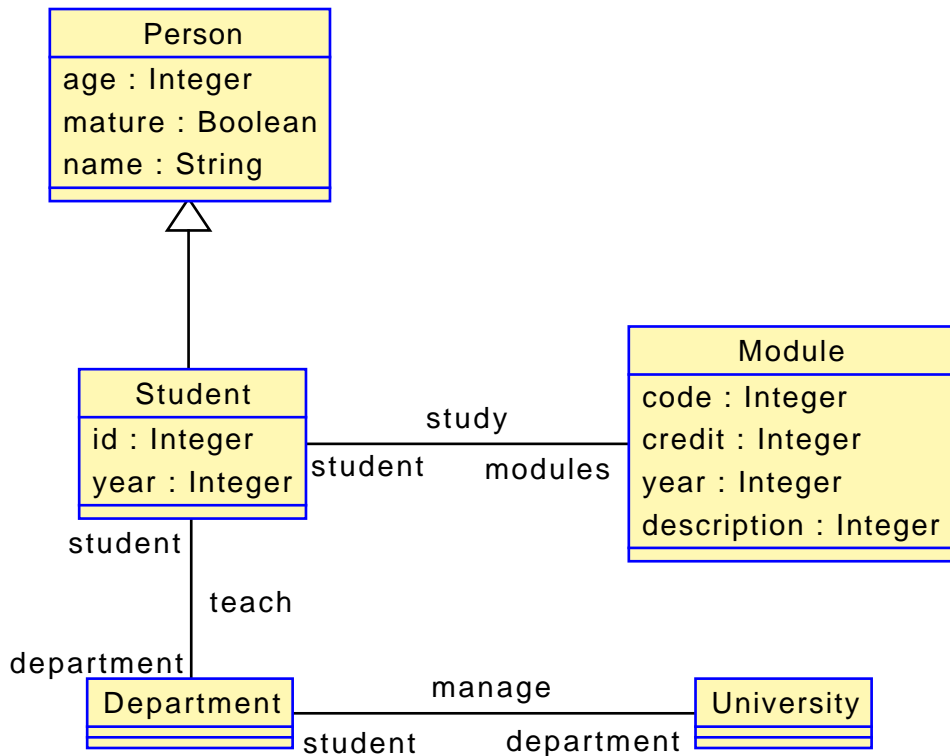 Person
age : Integer
mature : Boolean
name : String
Student
id : Integer
year : Integer
study
student
modules
Module
code : Integer
credit : Integer
year : Integer
description : Integer
student
teach
department
Department
manage
student
department
University